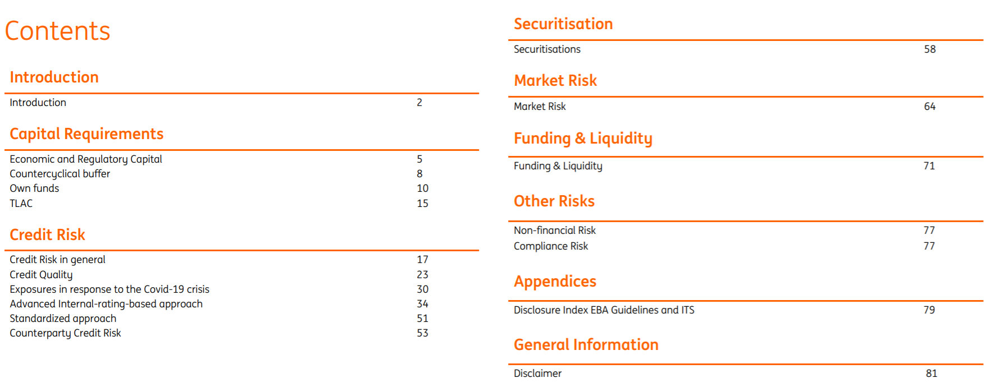 Contents
Introduction
Introduction 2
Capital Requirements
Economic and Regulatory Capital 5
Countercyclical buffer 8
Own funds 10
TLAC 15
Credit Risk
Credit Risk in general 17
Credit Quality 23
Exposures in response to the Covid-19 crisis 30
Advanced Internal-rating-based approach 34
Standardized approach 51
Counterparty Credit Risk 53
Securitisation
Securitisations 58
Market Risk
Market Risk 64
Funding & Liquidity
Funding & Liquidity 71
Other Risks
Non-financial Risk 77
Compliance Risk 77
Appendices
Disclosure Index EBA Guidelines and ITS 79
General Information
Disclaimer 81